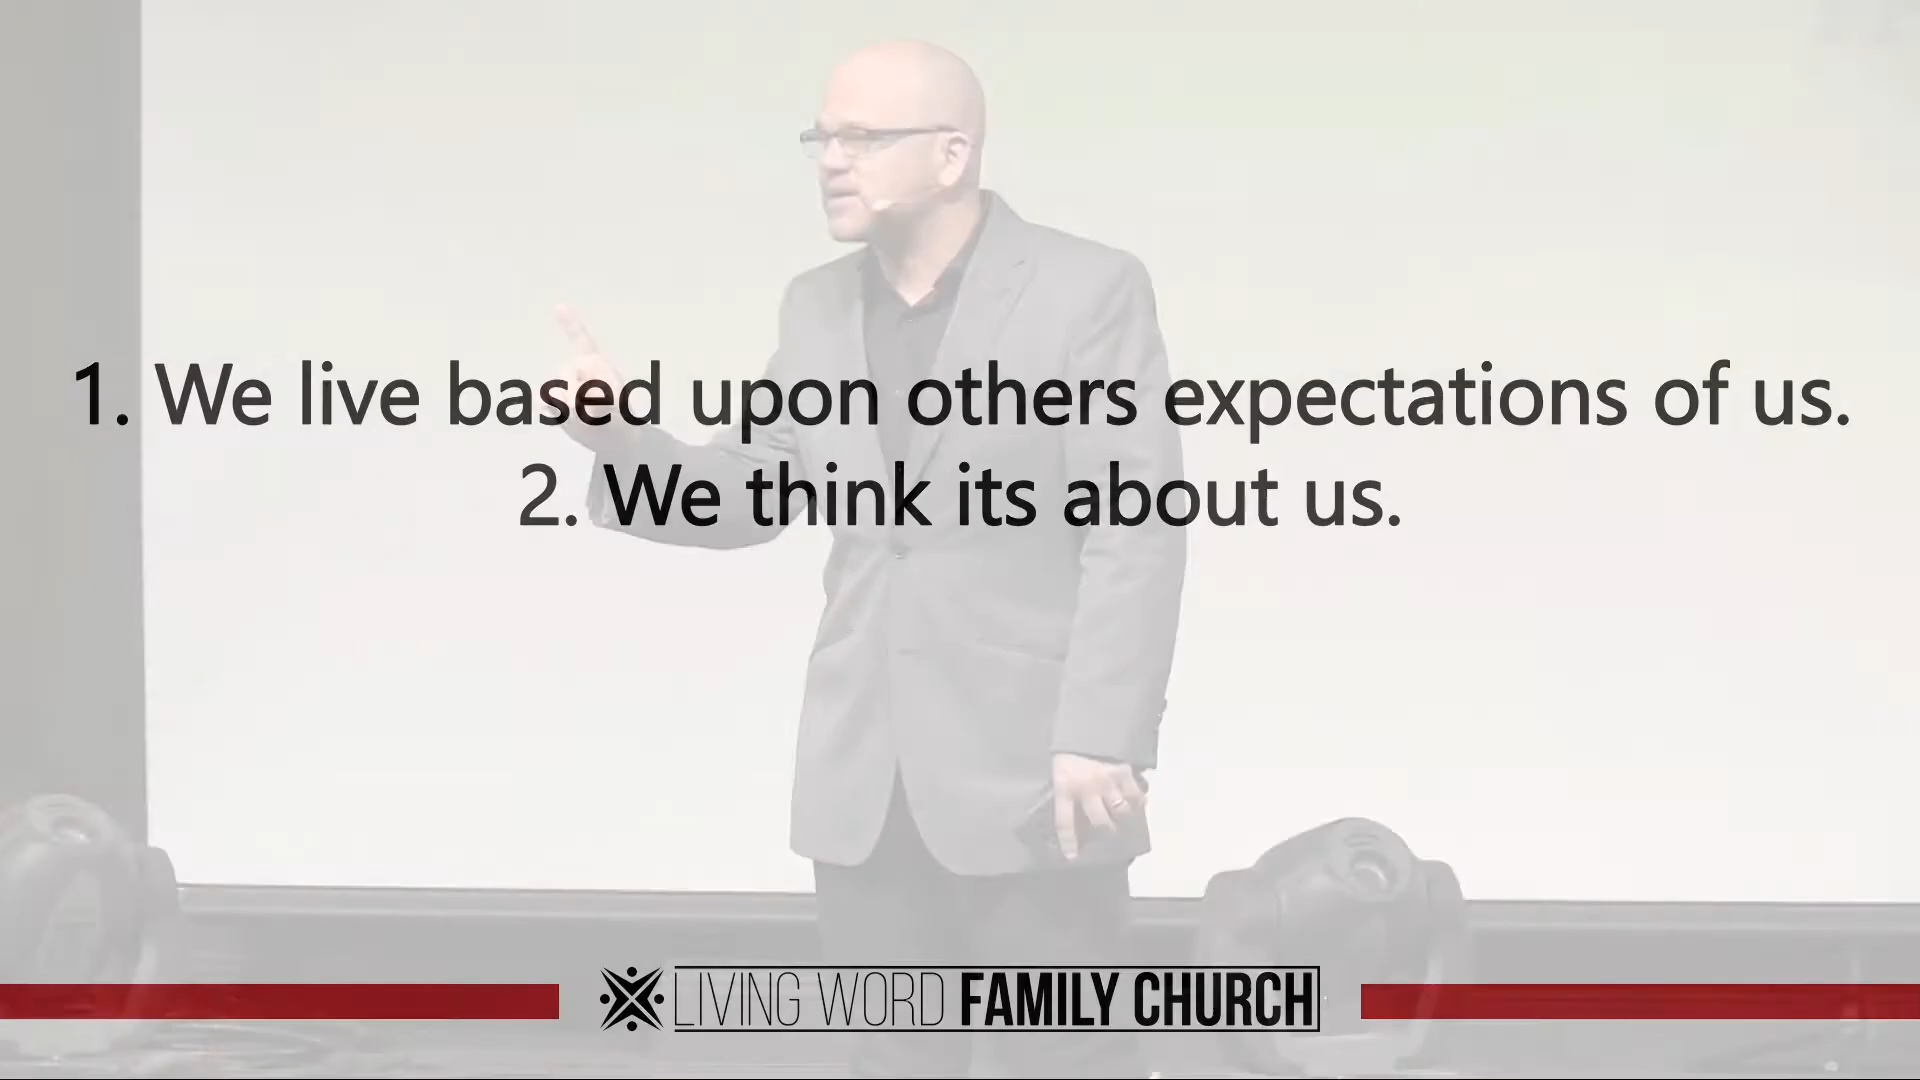 1. We live based upon others expectations of us.
2. We think its about us.
LIVING WORD FAMILY CHURCH